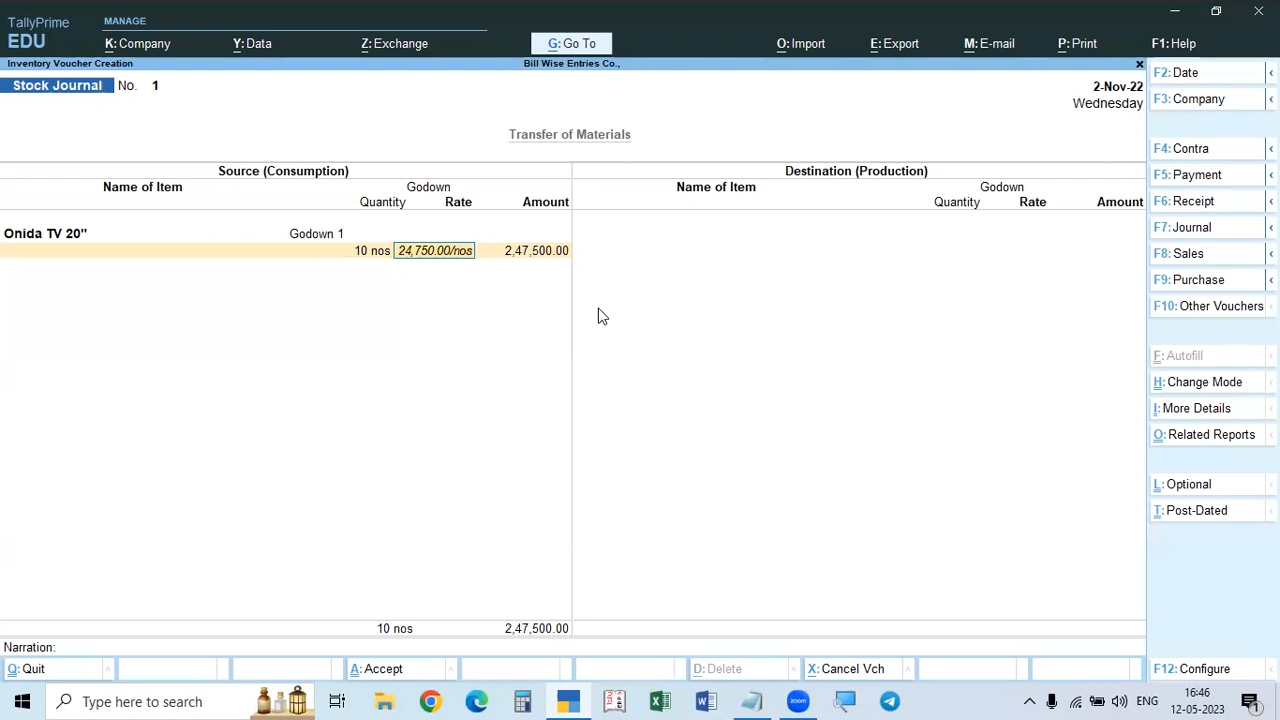 TallyPrime
EDU
MANAGE
K: Company
Y: Data
Z: Exchange
G: Go To
O: Import
E: Export
M: E-mail
P: Print
F1: Help
Inventory Voucher Creation
Bill Wise Entries Co.,
Stock Journal No. 1
2-Nov-22
Wednesday
Transfer of Materials
Source (Consumption)
Destination (Production)
Name of Item
Godown
Quantity Rate Amount
Name of Item
Godown
Quantity Rate Amount
Onida TV 20" Godown 1
10 nos 24,750.00/nos 2,47,500.00
10 nos 2,47,500.00
Narration:
Q: Quit
A: Accept
D: Delete
X: Cancel Vch
F2: Date
F3: Company
F4: Contra
F5: Payment
F6: Receipt
F7: Journal
F8: Sales
F9: Purchase
F10: Other Vouchers
F: Autofill
H: Change Mode
I: More Details
O: Related Reports
L: Optional
T: Post-Dated
F12: Configure
Type here to search
zoom
ENG
16:46
12-05-2023
1